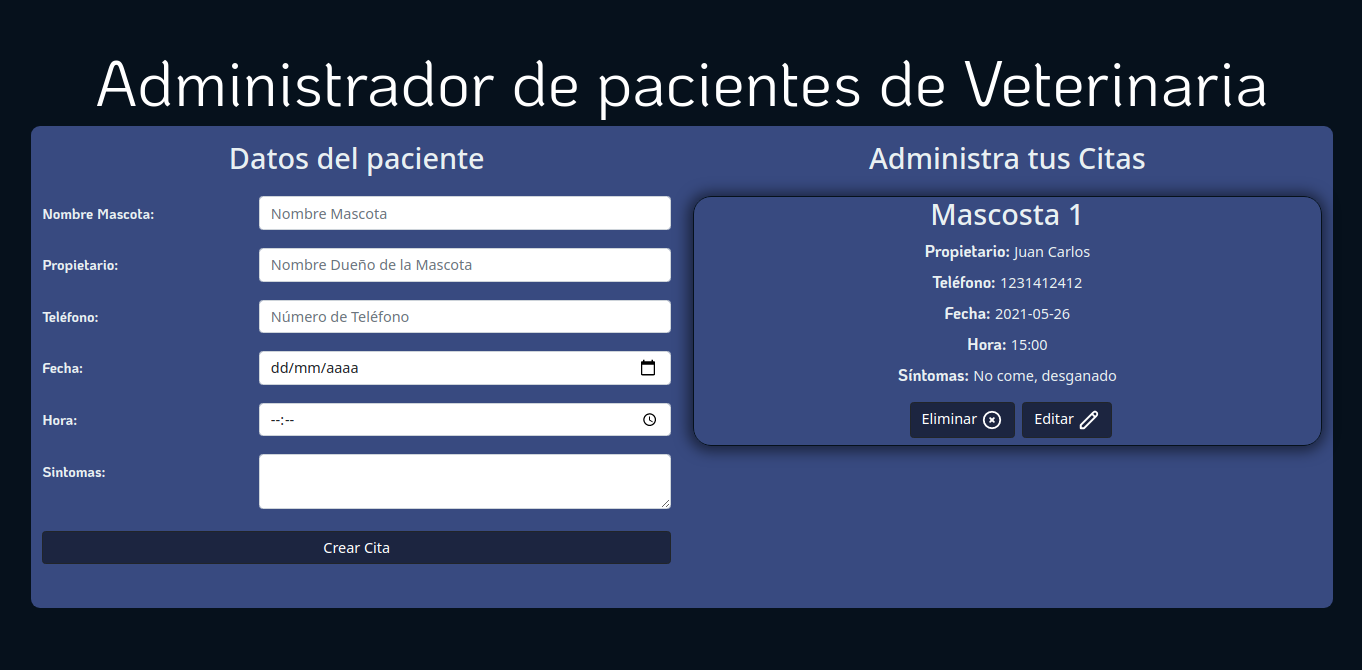 Administrador de pacientes de Veterinaria
Datos del paciente
Nombre Mascota:
Nombre Mascota
Propietario:
Nombre Dueño de la Mascota
Teléfono:
Número de Teléfono
Fecha:
dd/mm/aaaa
Hora:
--:--
Sintomas:
Crear Cita
Administra tus Citas
Mascosta 1
Propietario: Juan Carlos
Teléfono: 1231412412
Fecha: 2021-05-26
Hora: 15:00
Síntomas: No come, desganado
Eliminar Editar